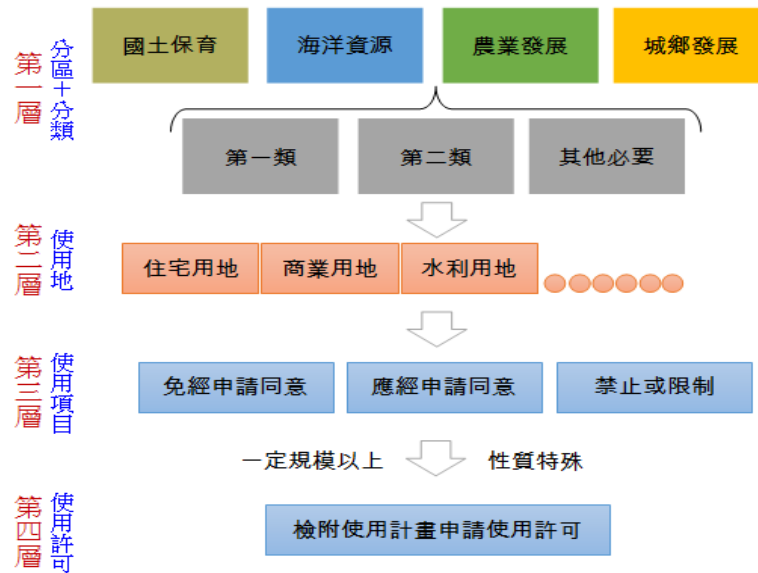 第一層
分區＋分類
國土保育
海洋資源
農業發展
城鄉發展
第一類
第二類
其他必要
第二層
使用地
住宅用地
商業用地
水利用地
第三層
使用項目
免經申請同意
應經申請同意
禁止或限制
一定規模以上
性質特殊
第四層
使用許可
檢附使用計畫申請使用許可